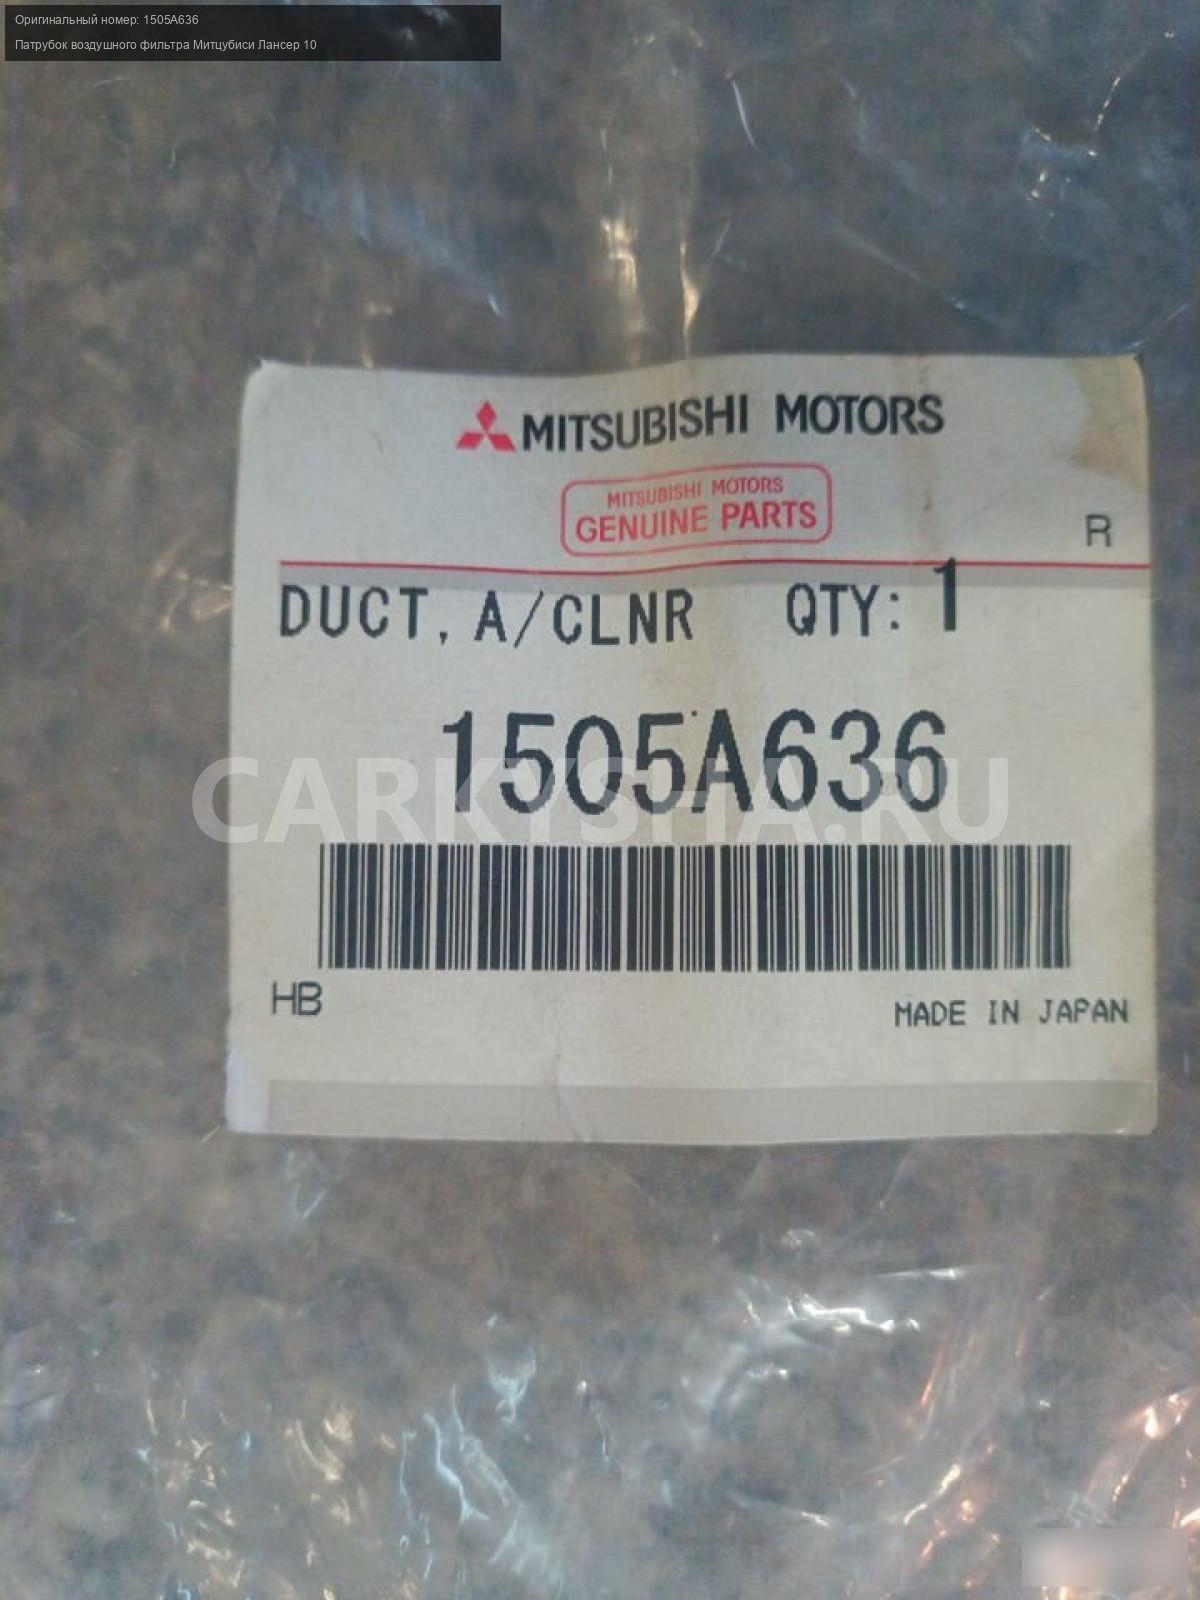 Оригинальный номер: 1505A636
Патрубок воздушного фильтра Митцубиси Лансер 10
MITSUBISHI MOTORS
MITSUBISHI MOTORS
GENUINE PARTS
R
DUCT, A/CLNR QTY: 1
1505A636
CARKYSHA.RU
HB
MADE IN JAPAN